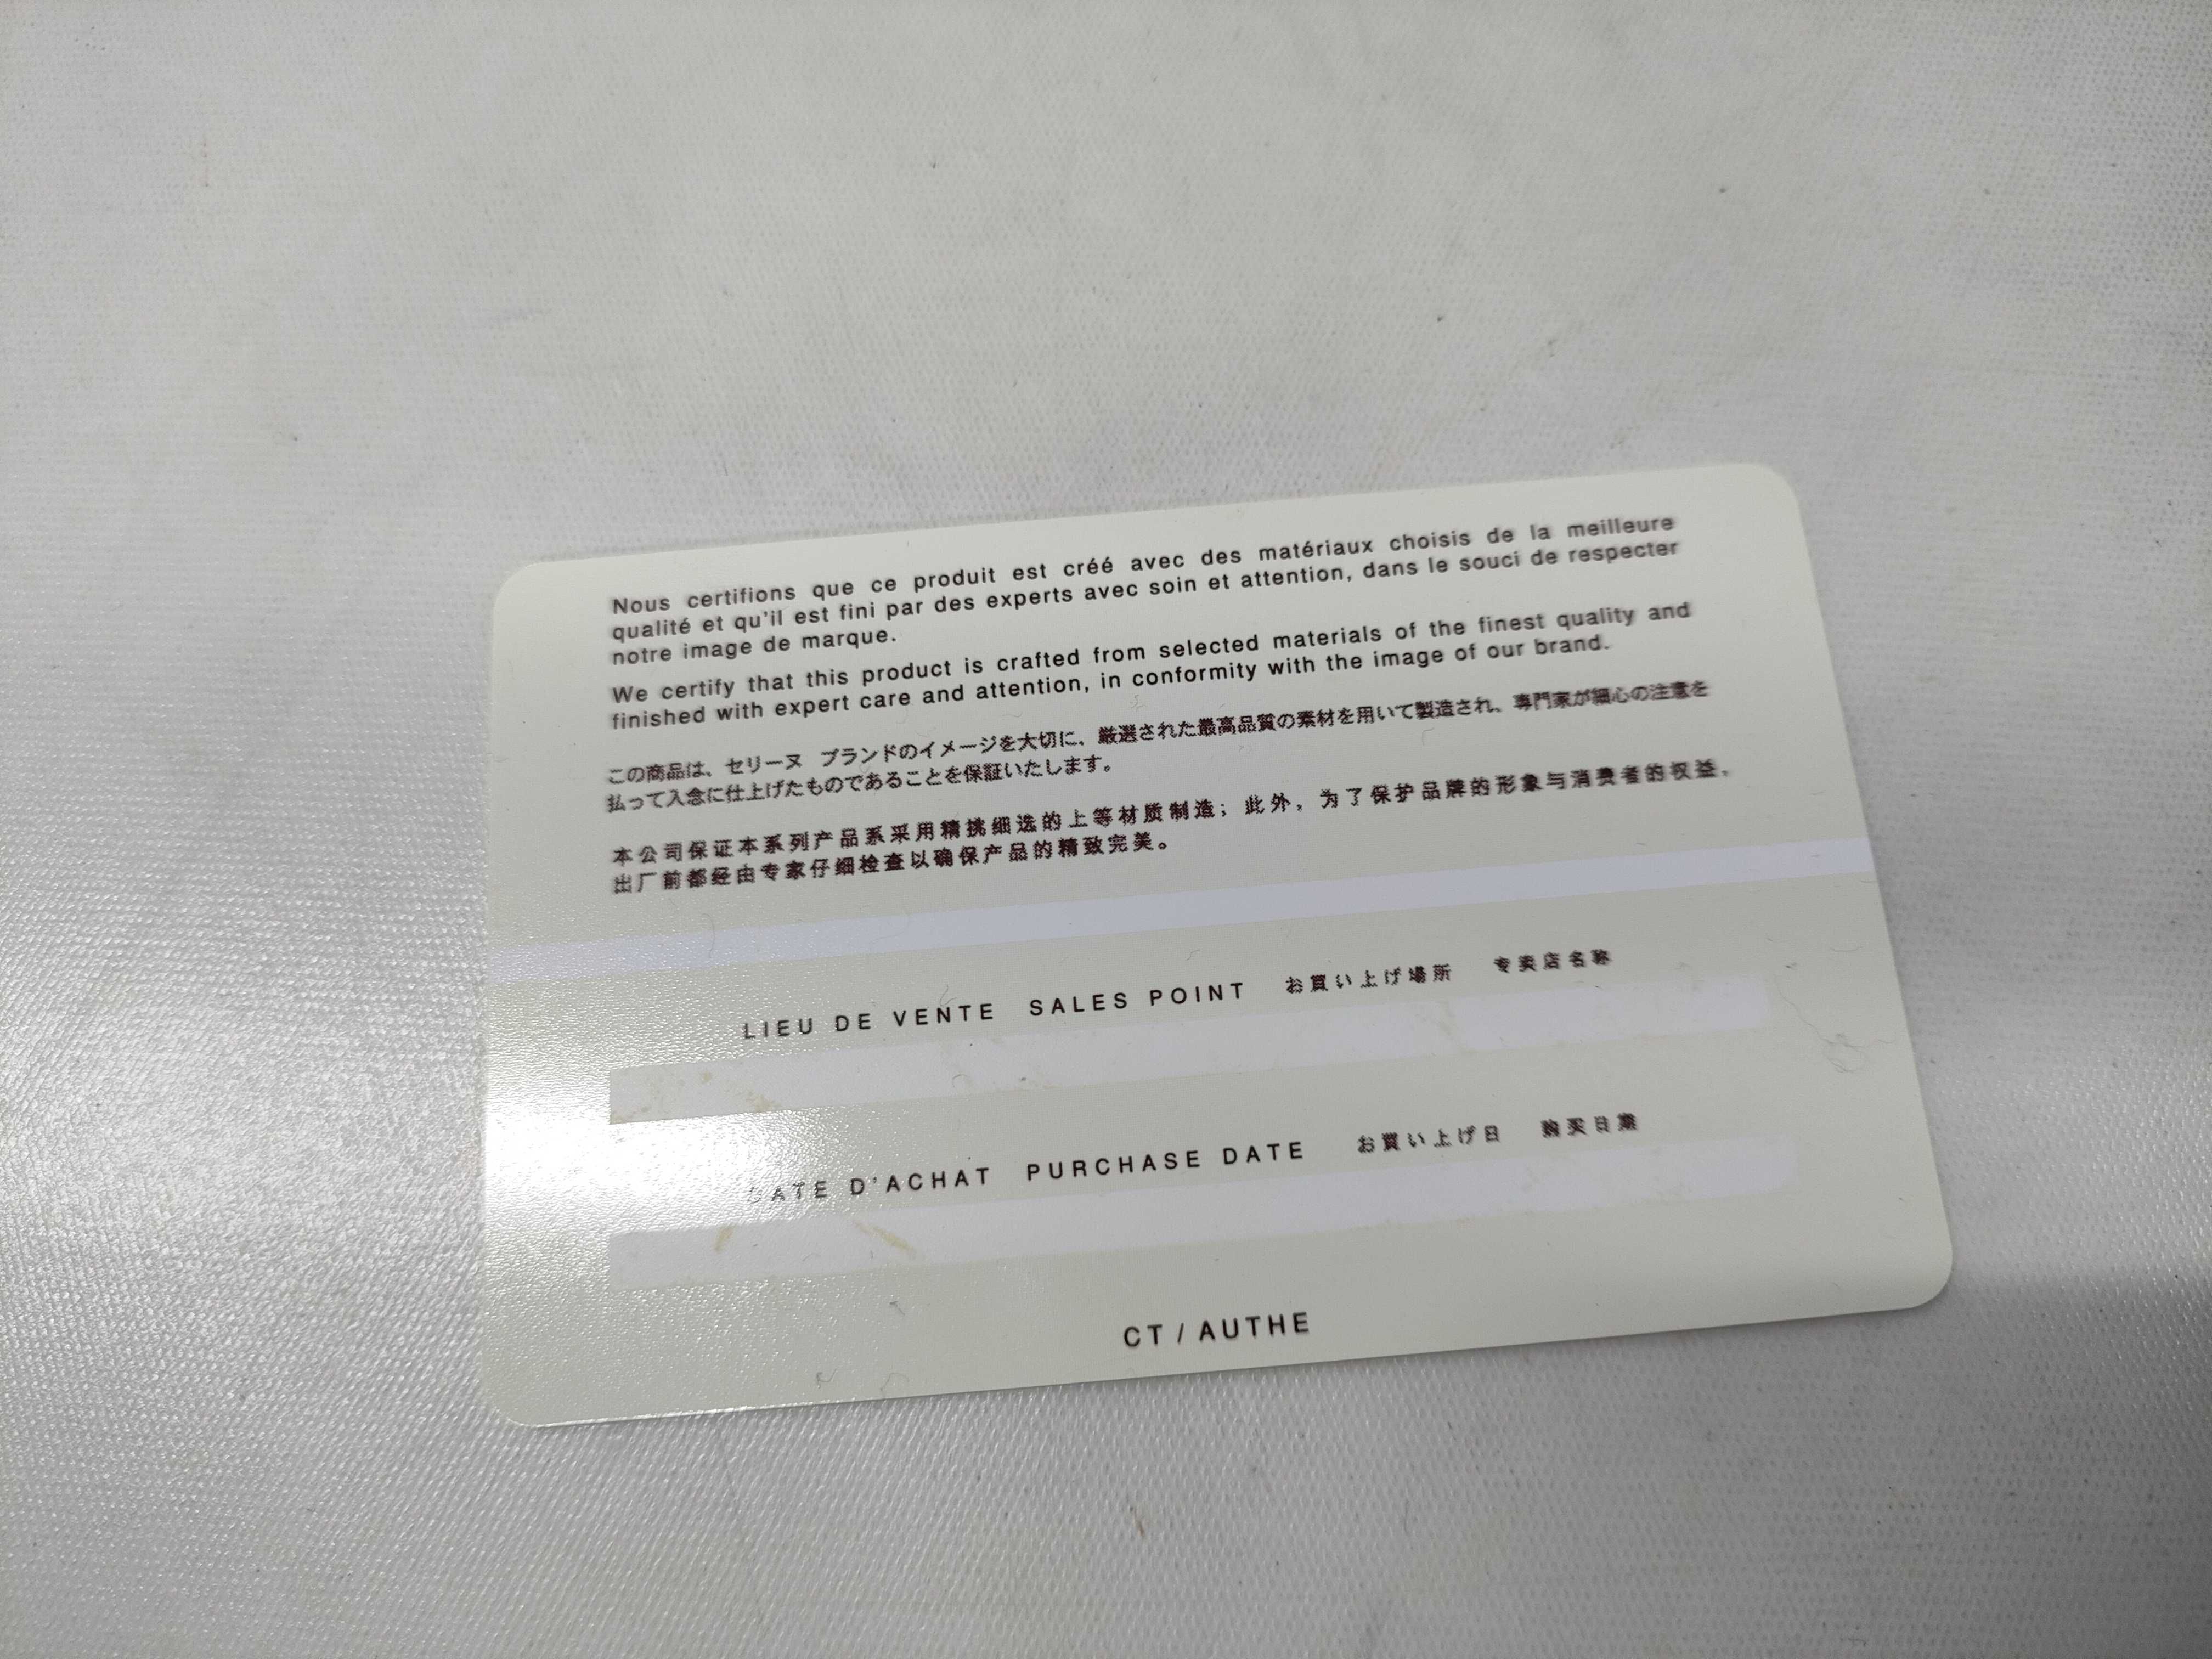 Nous certifions que ce produit est créé avec des matériaux choisis de la meilleure
qualité et qu'il est fini par des experts avec soin et attention, dans le souci de respecter
notre image de marque.
We certify that this product is crafted from selected materials of the finest quality and
finished with expert care and attention, in conformity with the image of our brand.
この商品は、セリーヌ ブランドのイメージを大切に、厳選された最高品質の素材を用いて製造され、専門家が細心の注意を
払って入念に仕上げたものであることを保証いたします。
本公司保证本系列产品系采用精挑细选的上等材质制造；此外，为了保护品牌的形象与消费者的权益，
出厂前都经由专家仔细检查以确保产品的精致完美。
LIEU DE VENTE SALES POINT お買い上げ場所 专卖店名称
DATE D'ACHAT PURCHASE DATE お買い上げ日 购买日期
CT / AUTHE